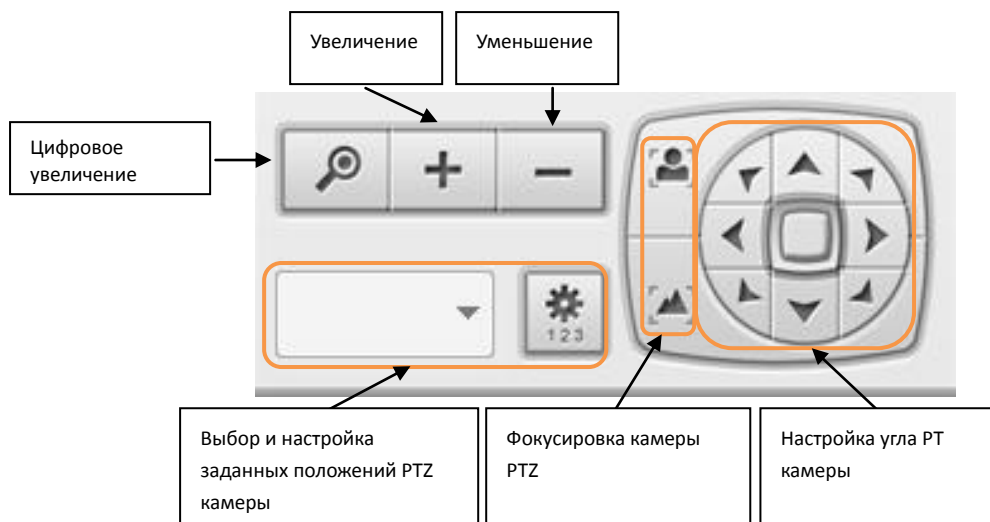 Увеличение
Уменьшение
Цифровое
увеличение
123
Выбор и настройка
заданных положений PTZ
камеры
Фокусировка камеры
PTZ
Настройка угла PT
камеры